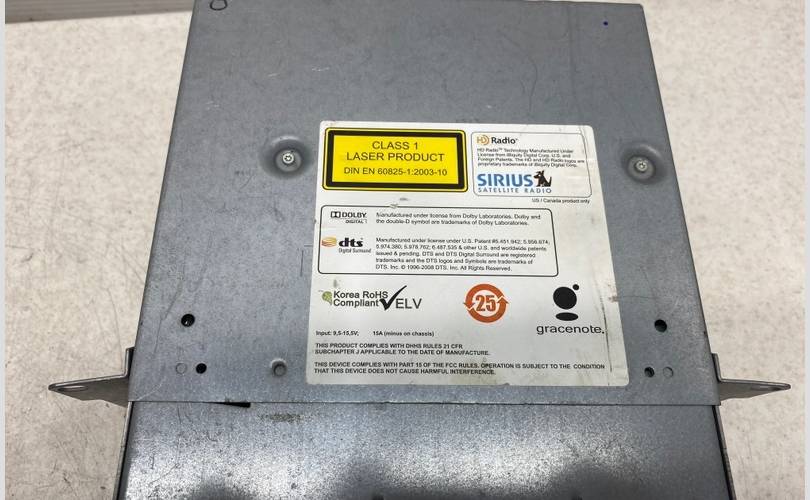 CLASS 1
LASER PRODUCT
DIN EN 60825-1:2003-10
HD Radio™
HD Radio™ Technology Manufactured Under
License from iBiquity Digital Corp. U.S. and
Foreign Patents. The HD and HD Radio logos are
proprietary trademarks of iBiquity Digital Corp.
SIRIUS
SATELLITE RADIO
US / Canada product only
DOLBY
DIGITAL
Manufactured under license from Dolby Laboratories. Dolby and
the double-D symbol are trademarks of Dolby Laboratories.
dts
Digital Surround
Manufactured under license under U.S. Patent #5.451.942; 5.956.674;
5.974.380; 5.978.762; 6.487.535 & other U.S. and worldwide patents
issued & pending. DTS and DTS Digital Surround are registered
trademarks and the DTS logos and Symbols are trademarks of
DTS, Inc. © 1996-2008 DTS, Inc. All Rights Reserved.
Korea RoHS
Compliant
ELV
25
gracenote.
Input: 9,5-15,5V; 15A (minus on chassis)
THIS PRODUCT COMPLIES WITH DHHS RULES 21 CFR
SUBCHAPTER J APPLICABLE TO THE DATE OF MANUFACTURE.
THIS DEVICE COMPLIES WITH PART 15 OF THE FCC RULES. OPERATION IS SUBJECT TO THE CONDITION
THAT THIS DEVICE DOES NOT CAUSE HARMFUL INTERFERENCE.